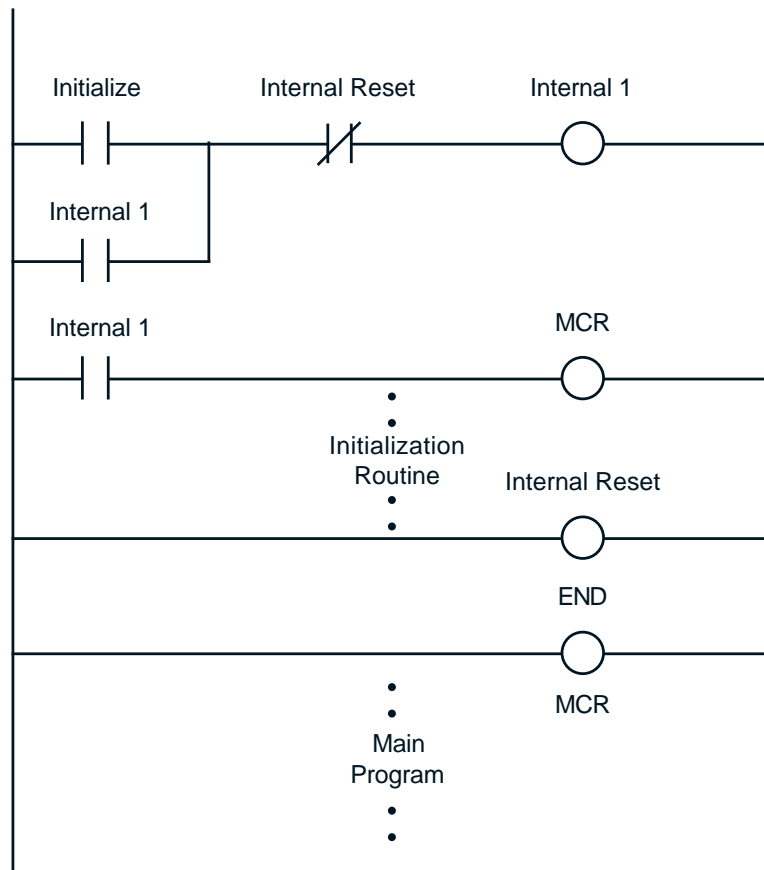 Initialize
Internal Reset
Internal 1
Internal 1
Internal 1
MCR
Initialization
Routine
Internal Reset
END
MCR
Main
Program